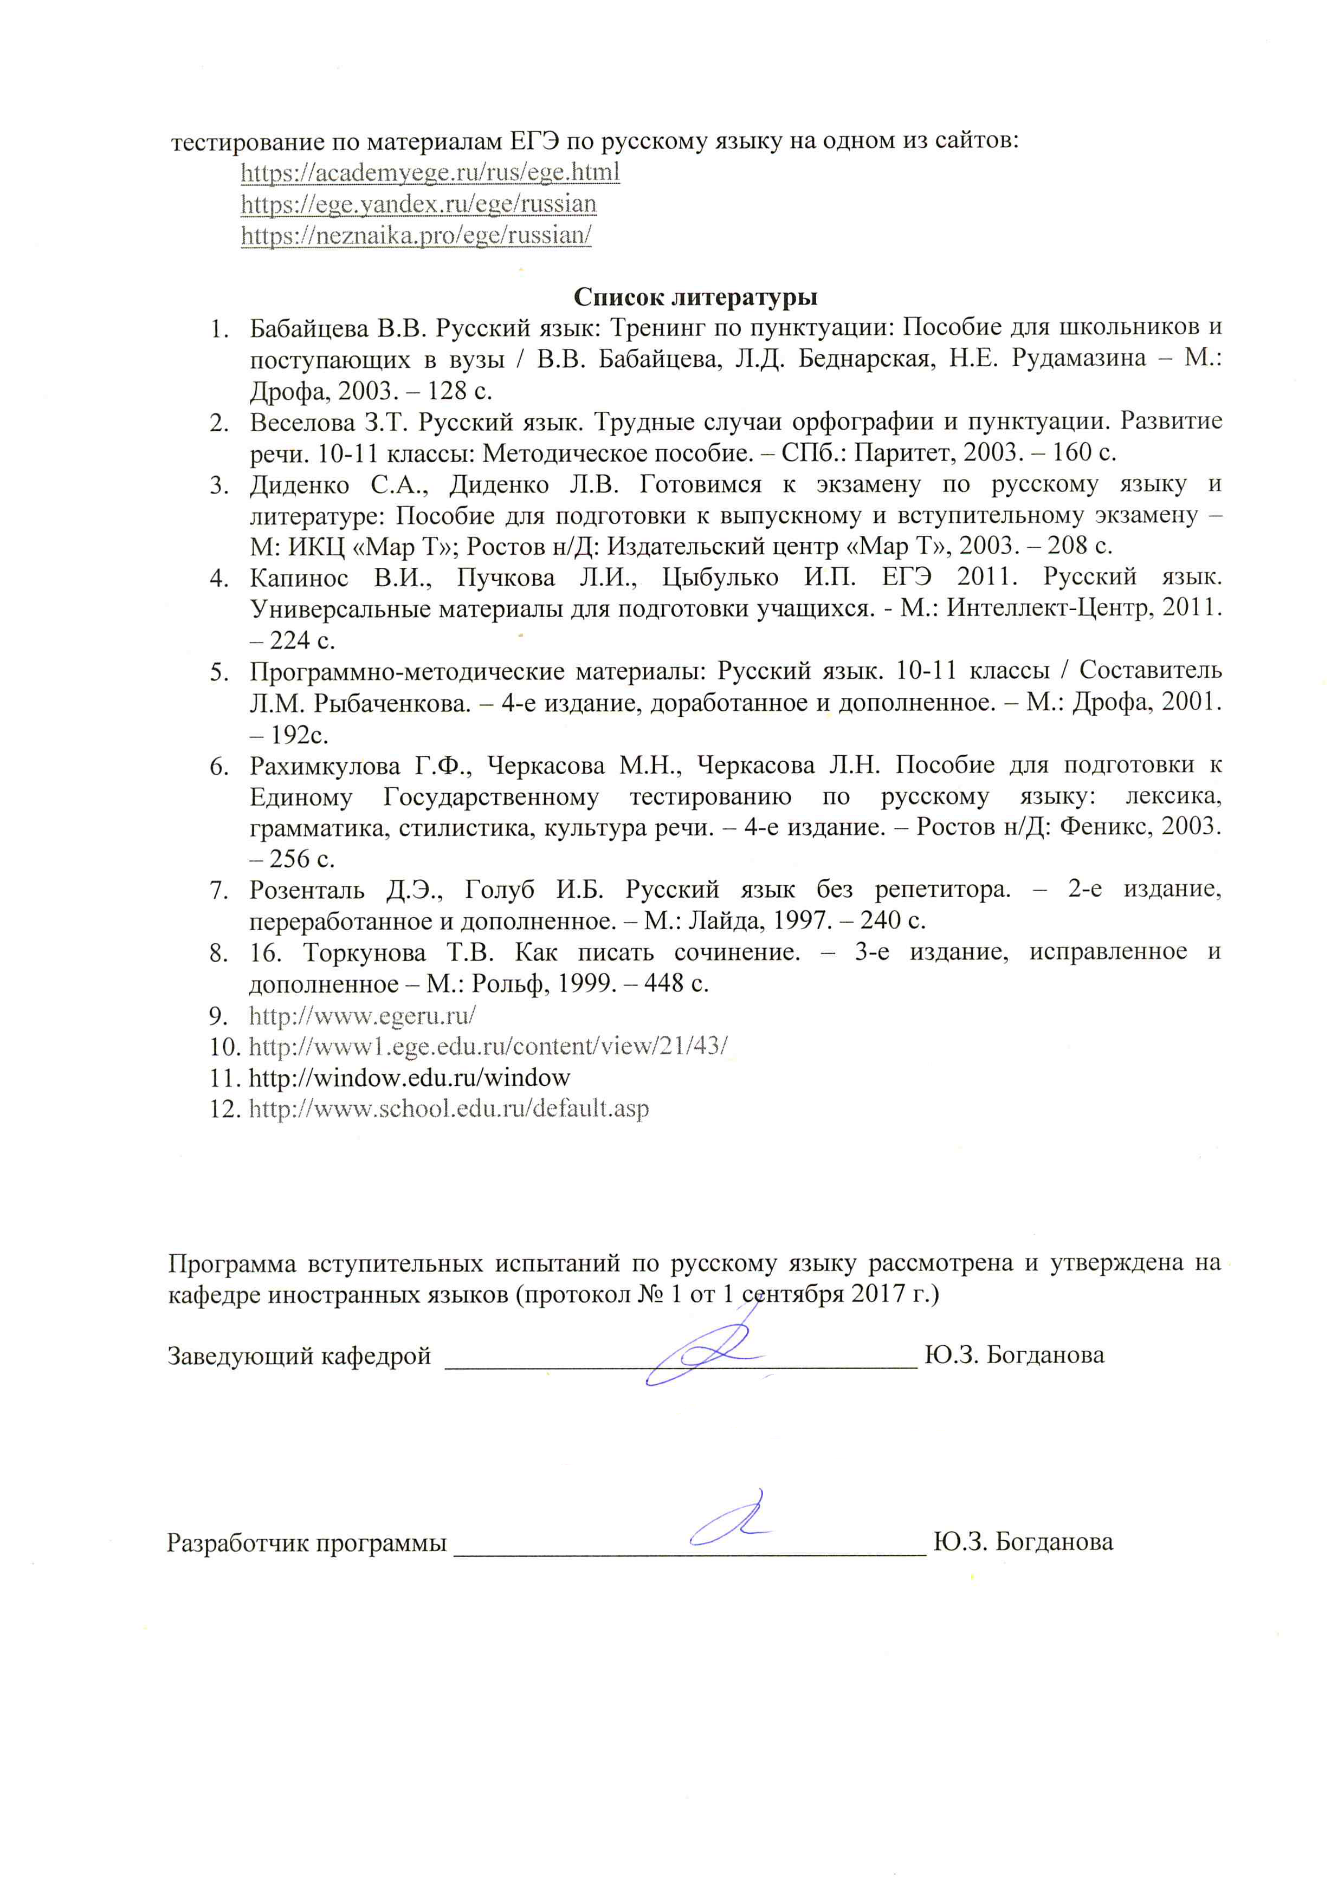 тестирование по материалам ЕГЭ по русскому языку на одном из сайтов:
https://academyege.ru/rus/ege.html
https://ege.yandex.ru/ege/russian
https://neznaika.pro/ege/russian/
Список литературы
1. Бабайцева В.В. Русский язык: Тренинг по пунктуации: Пособие для школьников и
поступающих в вузы / В.В. Бабайцева, Л.Д. Беднарская, Н.Е. Рудамазина – М.:
Дрофа, 2003. – 128 с.
2. Веселова З.Т. Русский язык. Трудные случаи орфографии и пунктуации. Развитие
речи. 10-11 классы: Методическое пособие. – СПб.: Паритет, 2003. – 160 с.
3. Диденко С.А., Диденко Л.В. Готовимся к экзамену по русскому языку и
литературе: Пособие для подготовки к выпускному и вступительному экзамену –
М: ИКЦ «Мар Т»; Ростов н/Д: Издательский центр «Мар Т», 2003. – 208 с.
4. Капинос В.И., Пучкова Л.И., Цыбулько И.П. ЕГЭ 2011. Русский язык.
Универсальные материалы для подготовки учащихся. - М.: Интеллект-Центр, 2011.
– 224 с.
5. Программно-методические материалы: Русский язык. 10-11 классы / Составитель
Л.М. Рыбаченкова. – 4-е издание, доработанное и дополненное. – М.: Дрофа, 2001.
– 192с.
6. Рахимкулова Г.Ф., Черкасова М.Н., Черкасова Л.Н. Пособие для подготовки к
Единому Государственному тестированию по русскому языку: лексика,
грамматика, стилистика, культура речи. – 4-е издание. – Ростов н/Д: Феникс, 2003.
– 256 с.
7. Розенталь Д.Э., Голуб И.Б. Русский язык без репетитора. – 2-е издание,
переработанное и дополненное. – М.: Лайда, 1997. – 240 с.
8. 16. Торкунова Т.В. Как писать сочинение. – 3-е издание, исправленное и
дополненное – М.: Рольф, 1999. – 448 с.
9. http://www.egeru.ru/
10. http://www1.ege.edu.ru/content/view/21/43/
11. http://window.edu.ru/window
12. http://www.school.edu.ru/default.asp
Программа вступительных испытаний по русскому языку рассмотрена и утверждена на
кафедре иностранных языков (протокол № 1 от 1 сентября 2017 г.)
Заведующий кафедрой ___________________________________ Ю.З. Богданова
Разработчик программы ___________________________________ Ю.З. Богданова